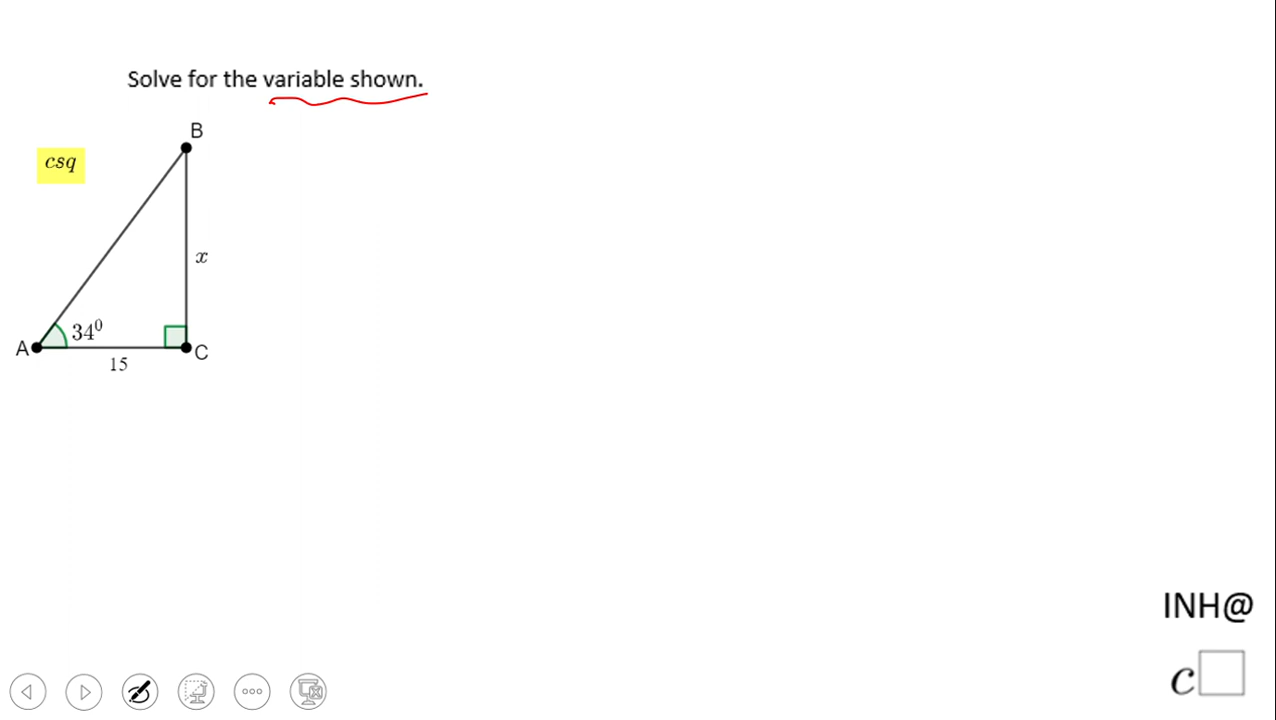 Solve for the variable shown.
B
csq
x
34⁰
A
C
15
INH@
c□